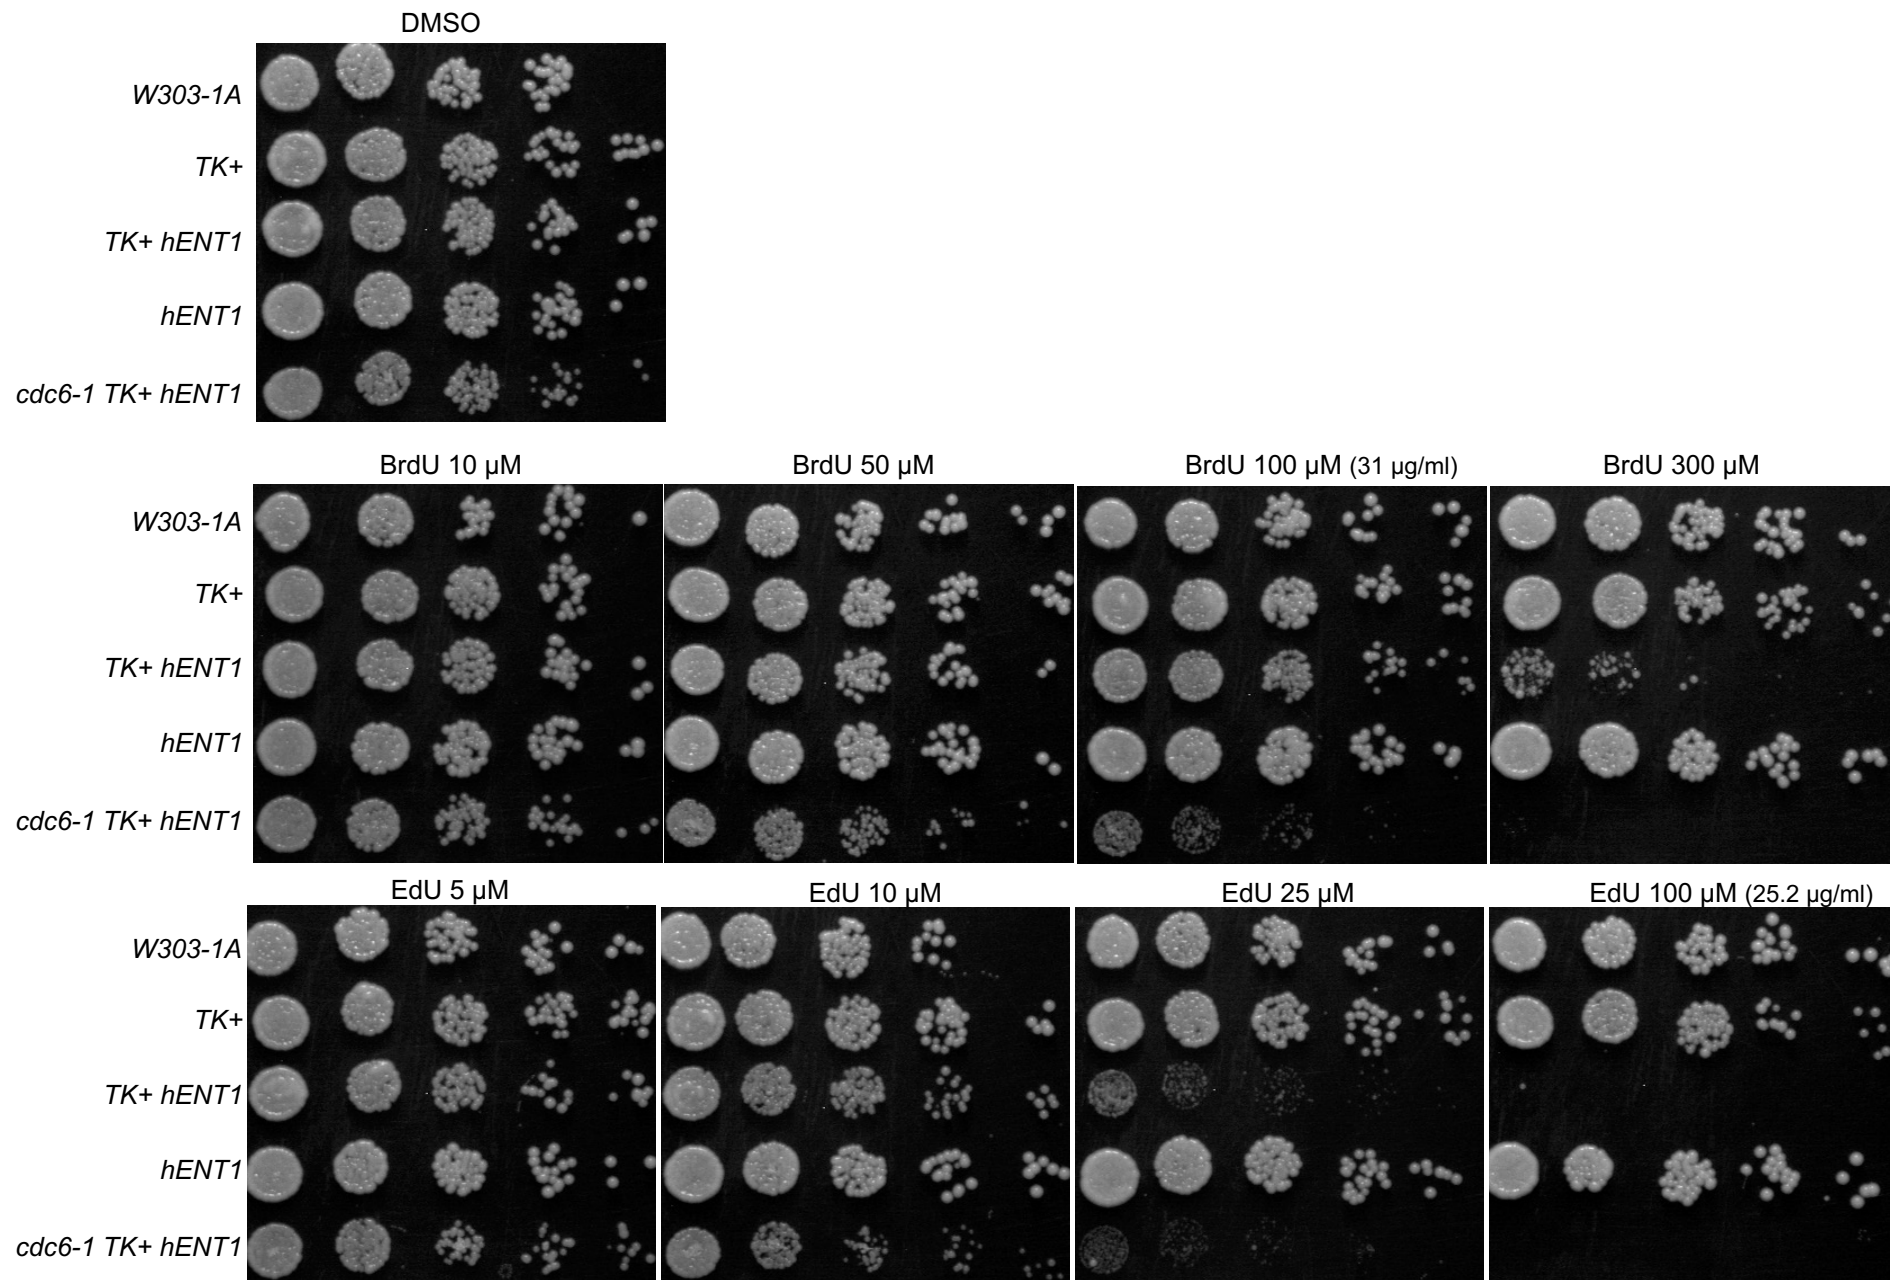 DMSO
W303-1A
TK+
TK+ hENT1
hENT1
cdc6-1 TK+ hENT1
BrdU 10 µM BrdU 50 µM BrdU 100 µM (31 µg/ml) BrdU 300 µM
W303-1A
TK+
TK+ hENT1
hENT1
cdc6-1 TK+ hENT1
EdU 5 µM EdU 10 µM EdU 25 µM EdU 100 µM (25.2 µg/ml)
W303-1A
TK+
TK+ hENT1
hENT1
cdc6-1 TK+ hENT1